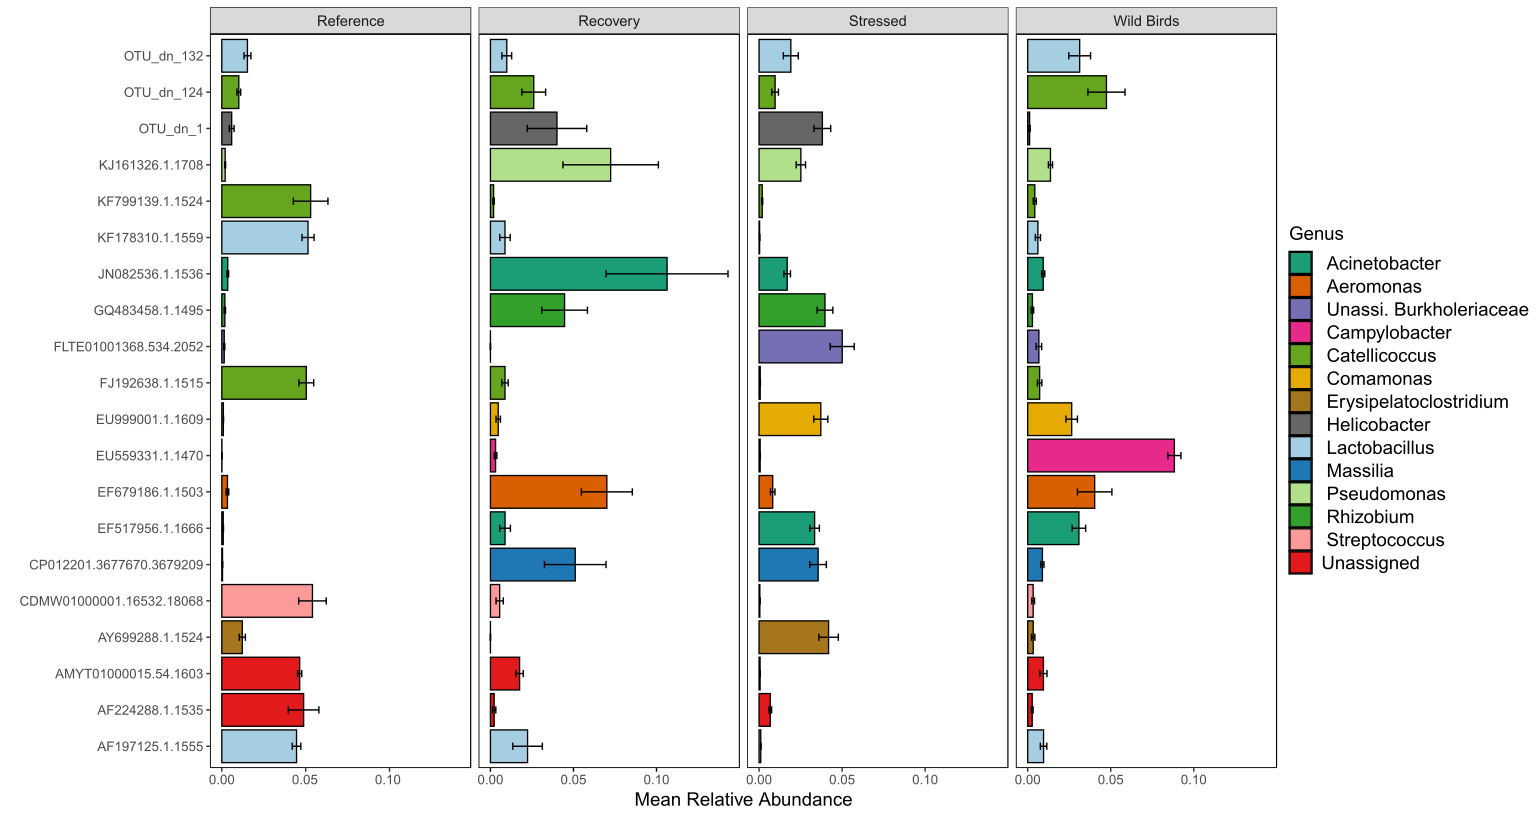 Reference Recovery Stressed Wild Birds
OTU_dn_132
OTU_dn_124
OTU_dn_1
KJ161326.1.1708
KF799139.1.1524
KF178310.1.1559
JN082536.1.1536
GQ483458.1.1495
FLTE01001368.534.2052
FJ192638.1.1515
EU999001.1.1609
EU559331.1.1470
EF679186.1.1503
EF517956.1.1666
CP012201.3677670.3679209
CDMW01000001.16532.18068
AY699288.1.1524
AMYT01000015.54.1603
AF224288.1.1535
AF197125.1.1555
0.00 0.05 0.10 0.00 0.05 0.10 0.00 0.05 0.10 0.00 0.05 0.10
Mean Relative Abundance
Genus
Acinetobacter
Aeromonas
Unassi. Burkholeriaceae
Campylobacter
Catellicoccus
Comamonas
Erysipelatoclostridium
Helicobacter
Lactobacillus
Massilia
Pseudomonas
Rhizobium
Streptococcus
Unassigned